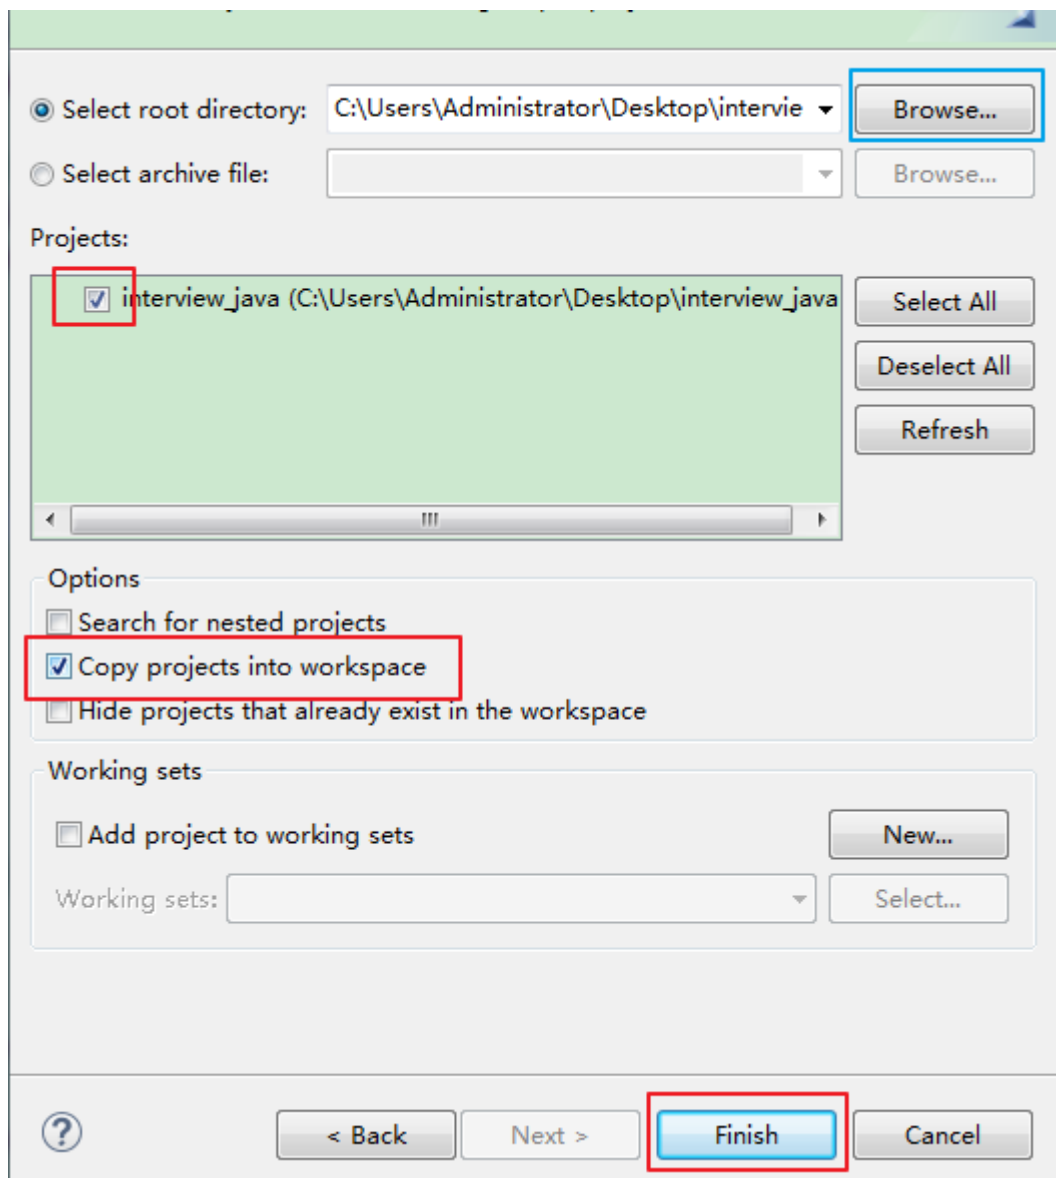 Select root directory: C:\Users\Administrator\Desktop\intervie Browse...
Select archive file: Browse...
Projects:
interview_java (C:\Users\Administrator\Desktop\interview_java Select All
Deselect All
Refresh
Options
Search for nested projects
Copy projects into workspace
Hide projects that already exist in the workspace
Working sets
Add project to working sets New...
Working sets: Select...
? < Back Next > Finish Cancel